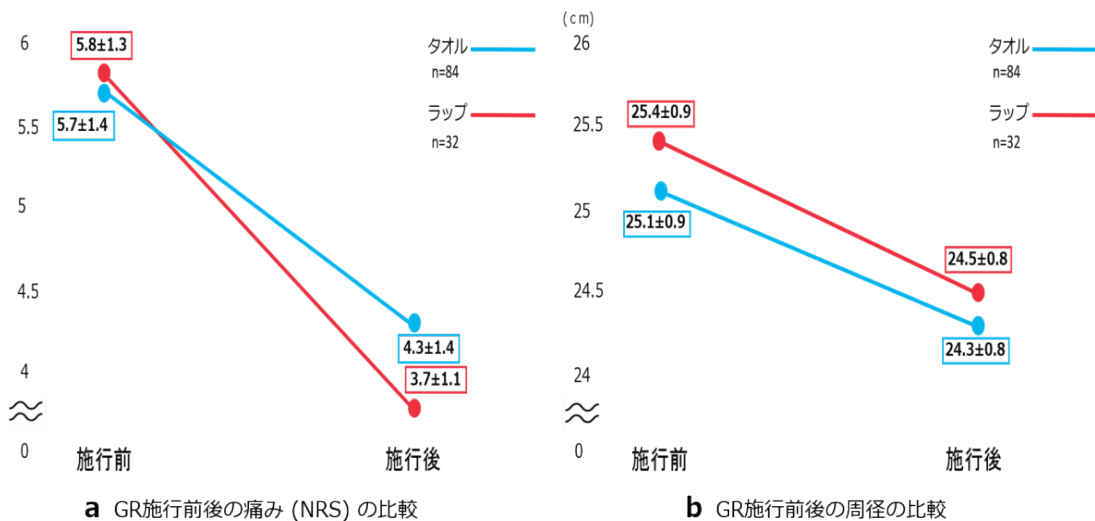 6
5.5
5
4.5
4
0
5.8±1.3
5.7±1.4
4.3±1.4
3.7±1.1
タオル
n=84
ラップ
n=32
施行前
施行後
a GR施行前後の痛み (NRS) の比較
(cm)
26
25.5
25
24.5
24
0
25.4±0.9
25.1±0.9
24.5±0.8
24.3±0.8
タオル
n=84
ラップ
n=32
施行前
施行後
b GR施行前後の周径の比較